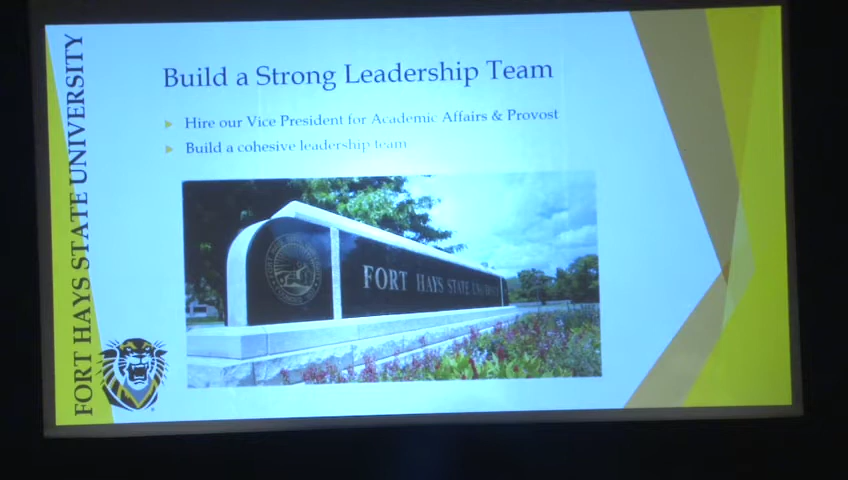 Build a Strong Leadership Team
Hire our Vice President for Academic Affairs & Provost
Build a cohesive leadership team
FORT HAYS STATE UNIVERSITY
FORT HAYS STATE UNIVERSITY